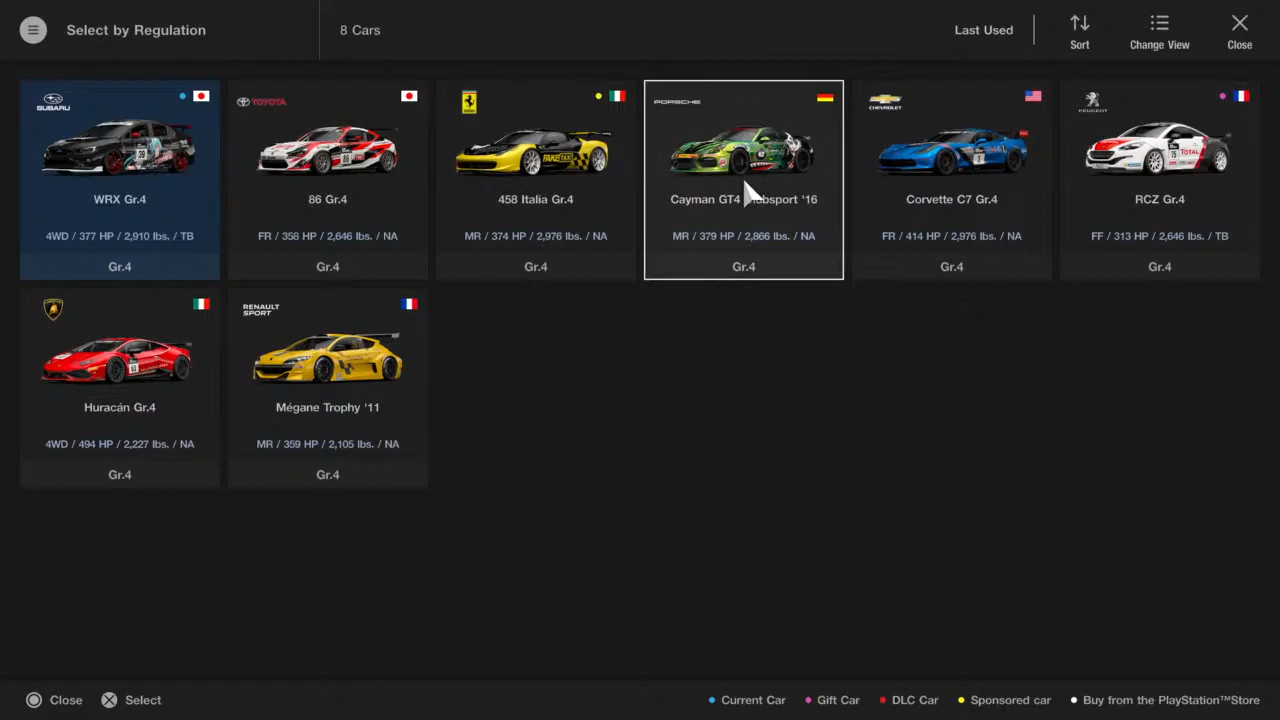 Select by Regulation
8 Cars
Last Used
Sort
Change View
Close
SUBARU
TOYOTA
PORSCHE
CHEVROLET
PEUGEOT
FAKETAXI
TOTAL
WRX Gr.4
86 Gr.4
458 Italia Gr.4
Cayman GT4 Clubsport '16
Corvette C7 Gr.4
RCZ Gr.4
4WD / 377 HP / 2,910 lbs. / TB
FR / 358 HP / 2,646 lbs. / NA
MR / 374 HP / 2,976 lbs. / NA
MR / 379 HP / 2,866 lbs. / NA
FR / 414 HP / 2,976 lbs. / NA
FF / 313 HP / 2,646 lbs. / TB
Gr.4
Gr.4
Gr.4
Gr.4
Gr.4
Gr.4
RENAULT
SPORT
Huracán Gr.4
Mégane Trophy '11
4WD / 494 HP / 2,227 lbs. / NA
MR / 359 HP / 2,105 lbs. / NA
Gr.4
Gr.4
Close
Select
Current Car
Gift Car
DLC Car
Sponsored car
Buy from the PlayStation™Store